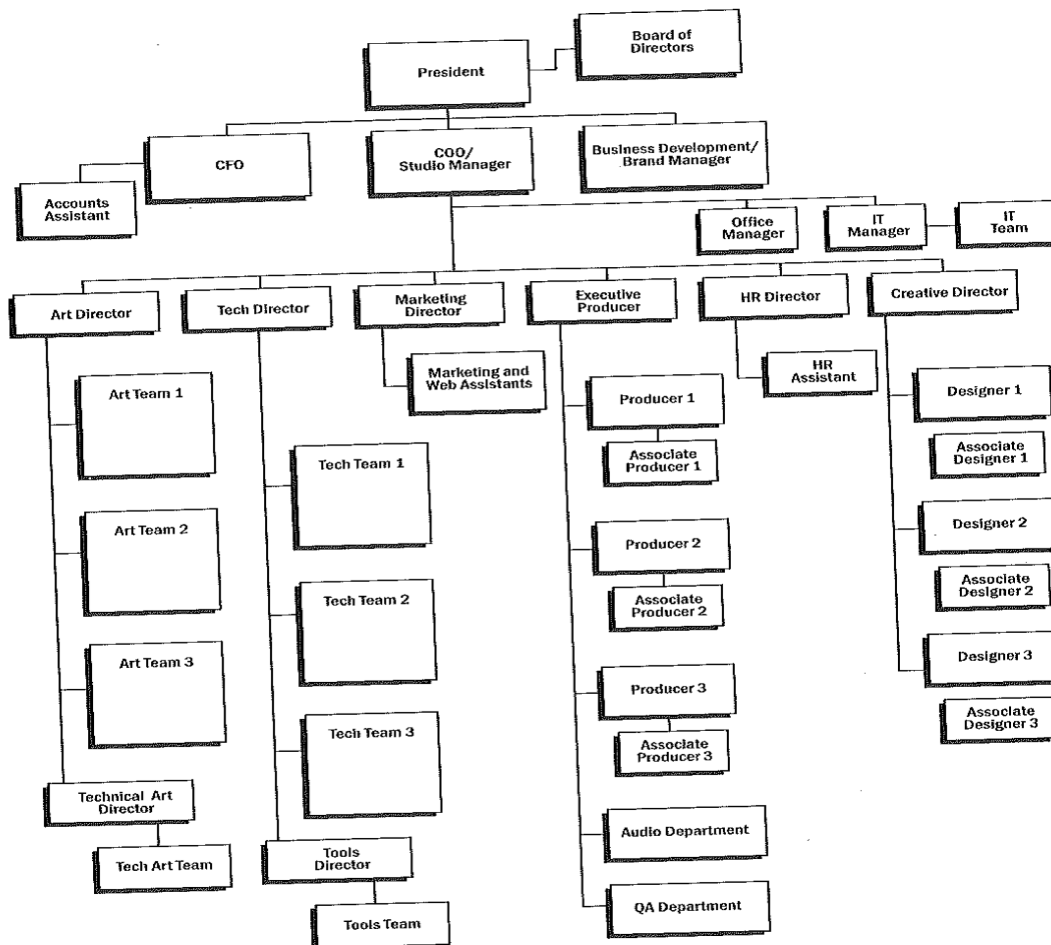 Board of
Directors
President
CFO
COO/
Studio Manager
Business Development/
Brand Manager
Accounts
Assistant
Office
Manager
IT
Manager
IT
Team
Art Director
Tech Director
Marketing
Director
Executive
Producer
HR Director
Creative Director
Marketing and
Web Assistants
HR
Assistant
Art Team 1
Art Team 2
Art Team 3
Technical Art
Director
Tech Art Team
Tech Team 1
Tech Team 2
Tech Team 3
Tools
Director
Tools Team
Producer 1
Associate
Producer 1
Producer 2
Associate
Producer 2
Producer 3
Associate
Producer 3
Audio Department
QA Department
Designer 1
Associate
Designer 1
Designer 2
Associate
Designer 2
Designer 3
Associate
Designer 3